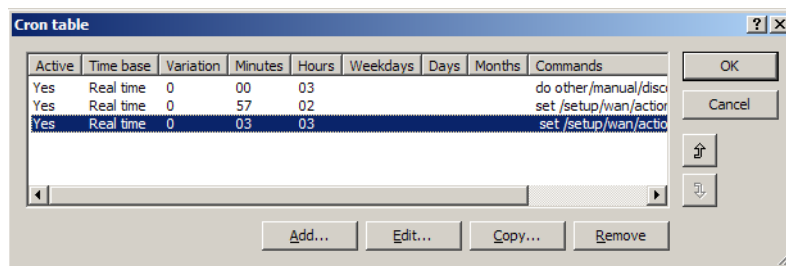 Cron table
Active Time base Variation Minutes Hours Weekdays Days Months Commands
Yes Real time 0 00 03 do other/manual/disc
Yes Real time 0 57 02 set /setup/wan/action
Yes Real time 0 03 03 set /setup/wan/actio
OK
Cancel
Add... Edit... Copy... Remove